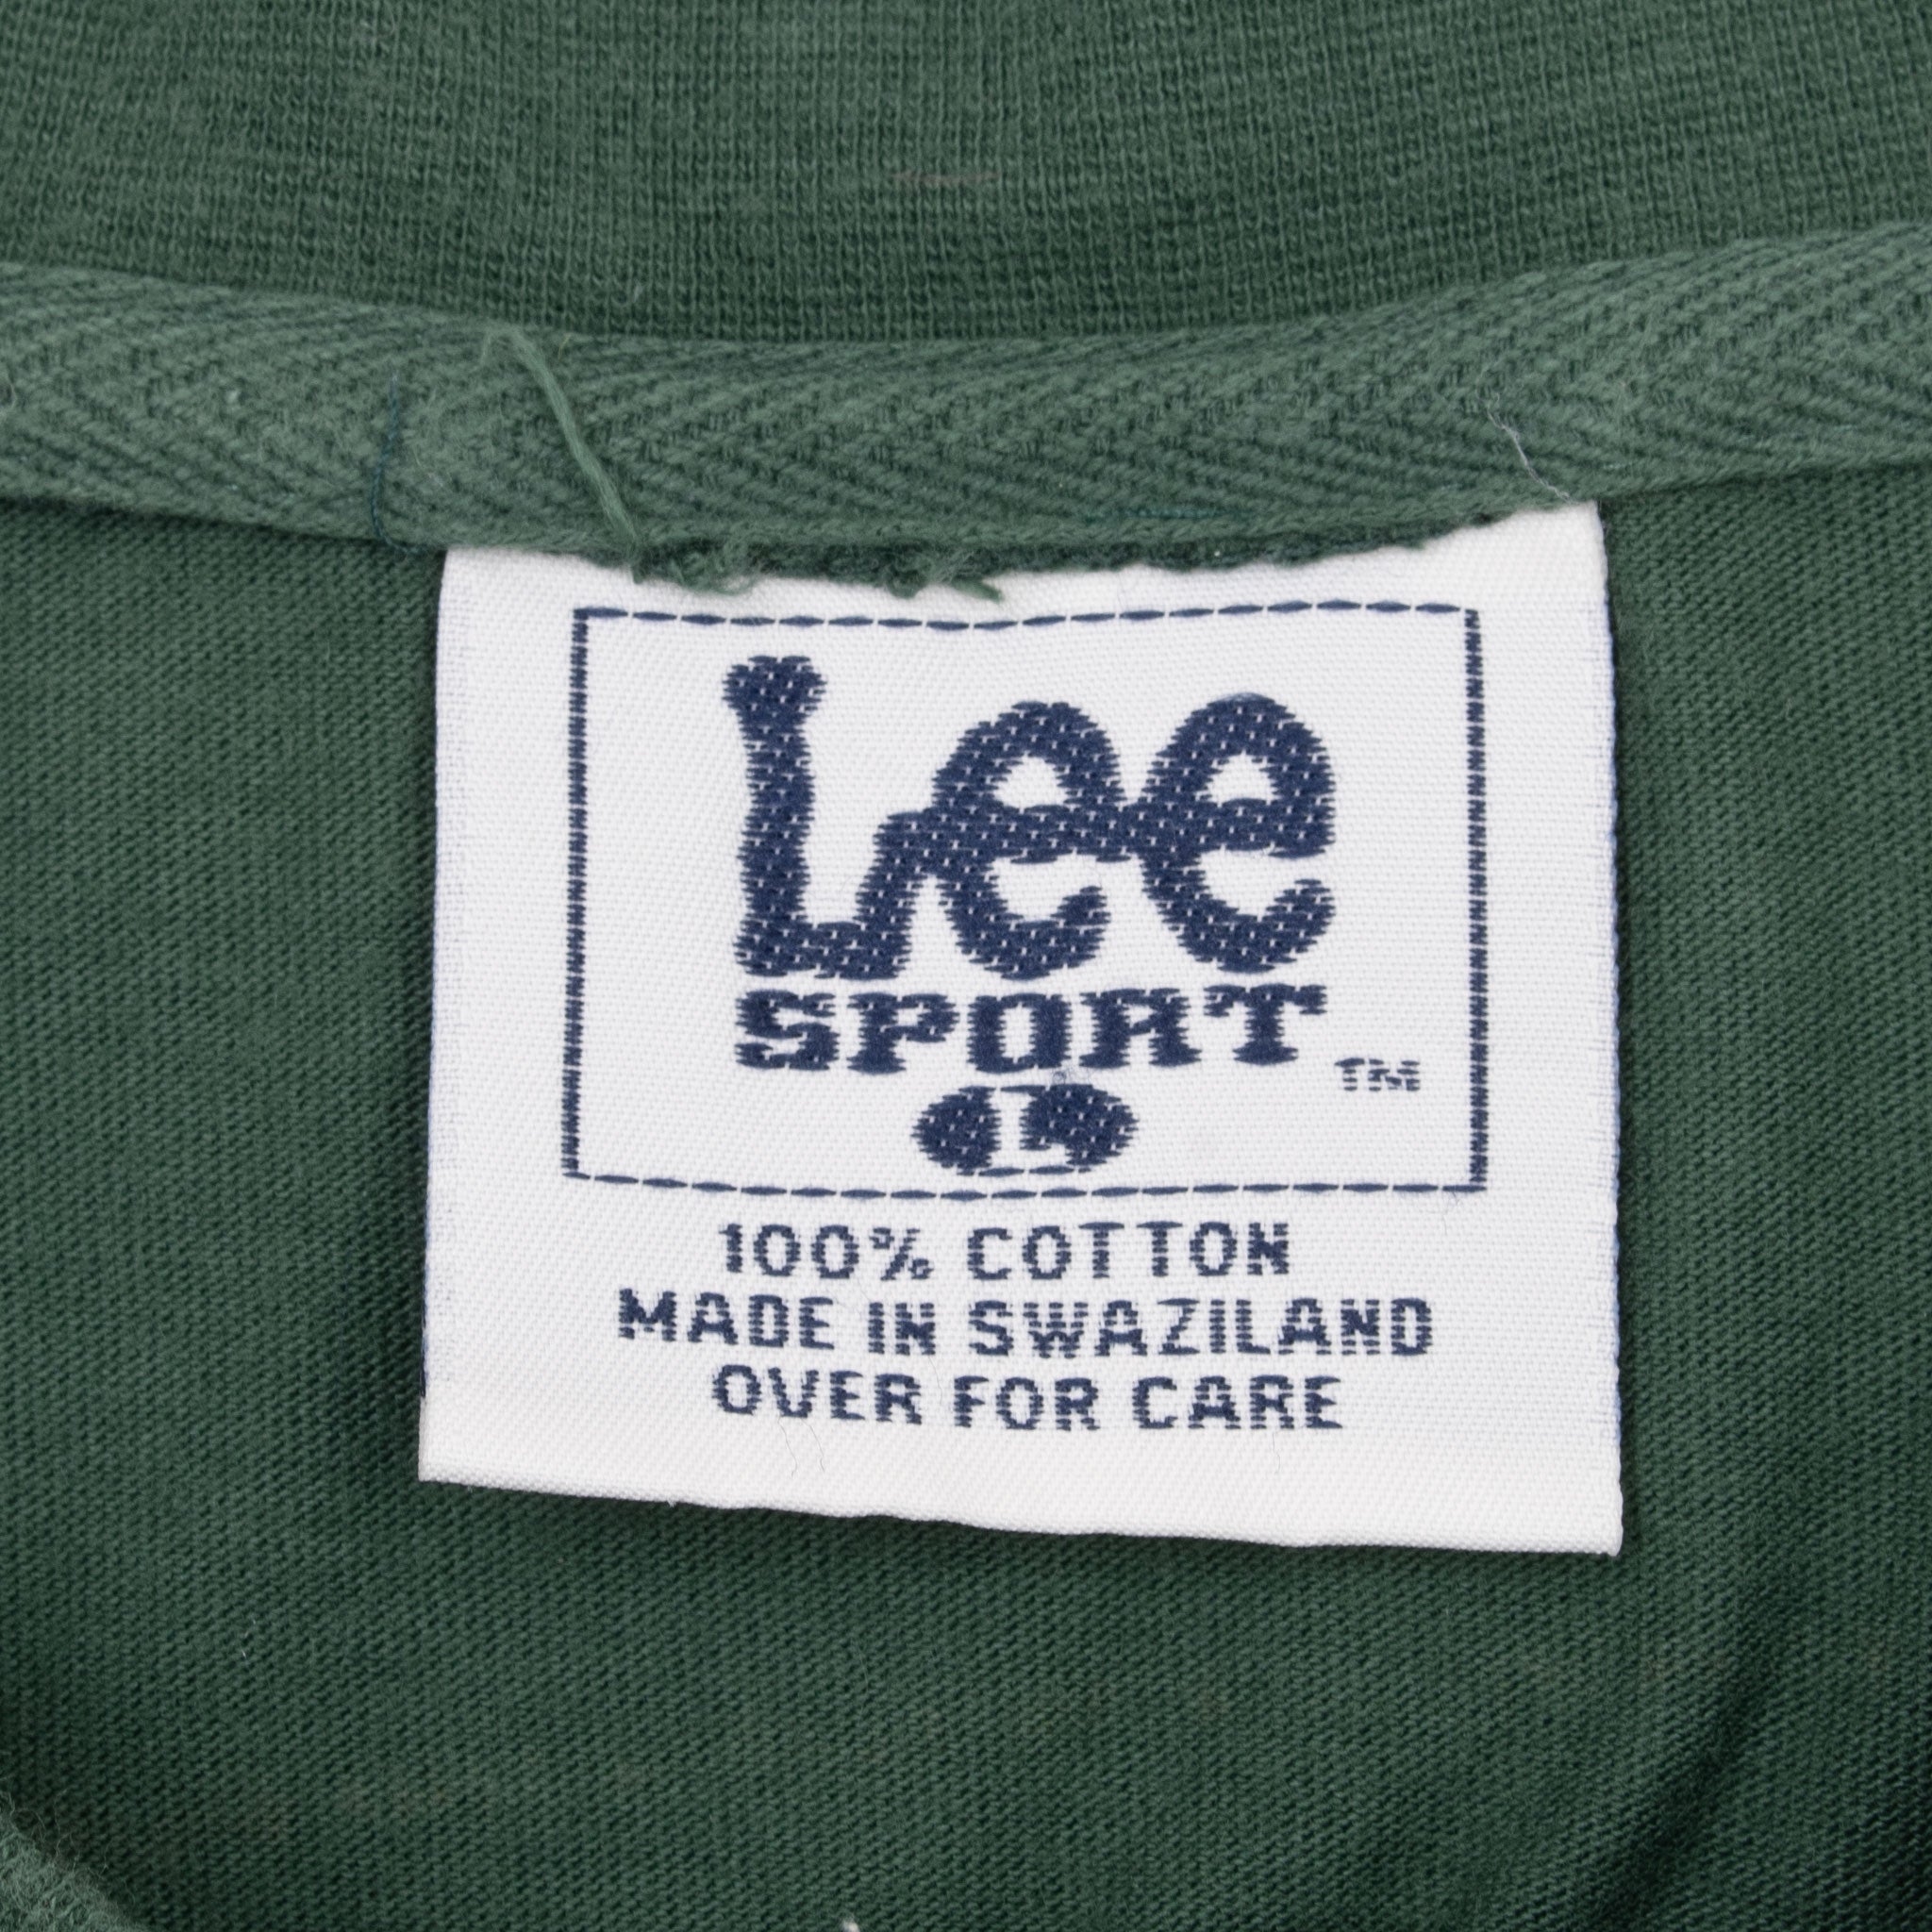 Lee
SPORT
TM
L
100% COTTON
MADE IN SWAZILAND
OVER FOR CARE